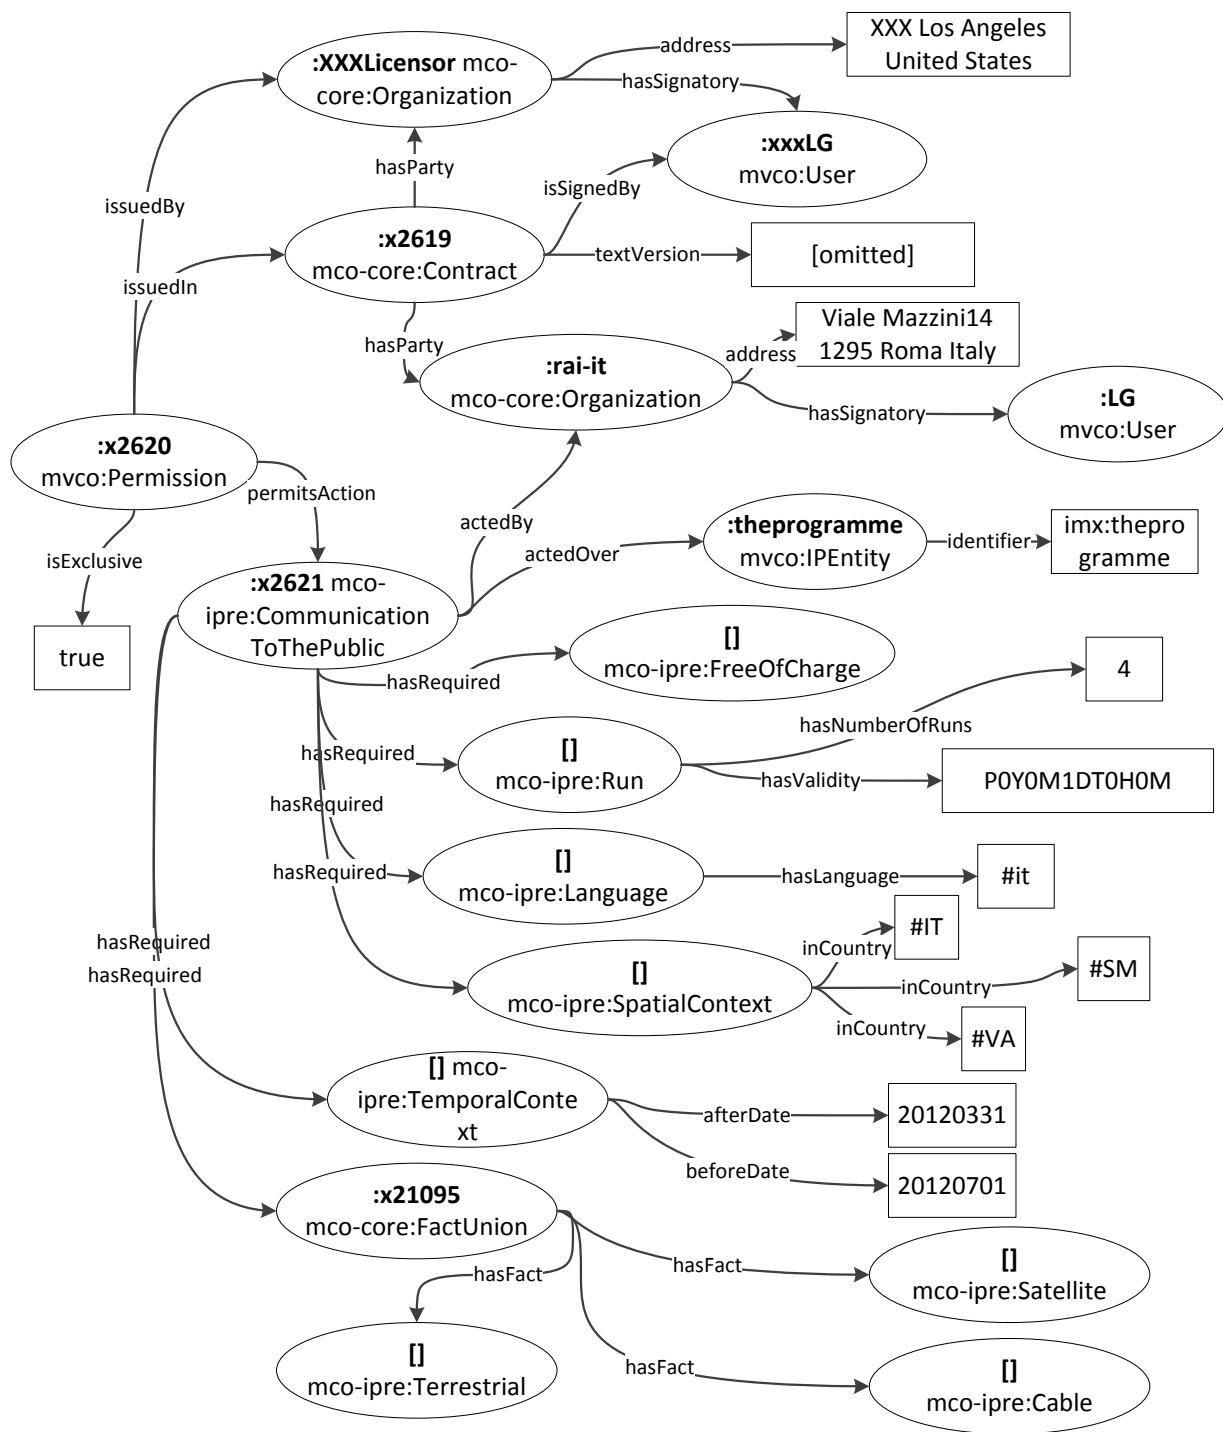 XXX Los Angeles
United States
address
:XXXLicensor mco-
core:Organization
hasSignatory
:xxxLG
mvco:User
hasParty
isSignedBy
issuedBy
:x2619
mco-core:Contract
textVersion
[omitted]
issuedIn
Viale Mazzini14
1295 Roma Italy
hasParty
address
:rai-it
mco-core:Organization
hasSignatory
:LG
mvco:User
:x2620
mvco:Permission
permitsAction
actedBy
:theprogramme
mvco:IPEntity
identifier
imx:thepro
gramme
actedOver
isExclusive
:x2621 mco-
ipre:Communication
ToThePublic
true
[]
mco-ipre:FreeOfCharge
hasRequired
4
hasNumberOfRuns
hasRequired
[]
mco-ipre:Run
hasValidity
P0Y0M1DT0H0M
hasRequired
hasRequired
[]
mco-ipre:Language
hasLanguage
#it
#IT
hasRequired
inCountry
#SM
hasRequired
[]
mco-ipre:SpatialContext
inCountry
inCountry
#VA
[] mco-
ipre:TemporalConte
xt
afterDate
20120331
beforeDate
20120701
:x21095
mco-core:FactUnion
hasFact
hasFact
[]
mco-ipre:Satellite
[]
mco-ipre:Terrestrial
hasFact
[]
mco-ipre:Cable